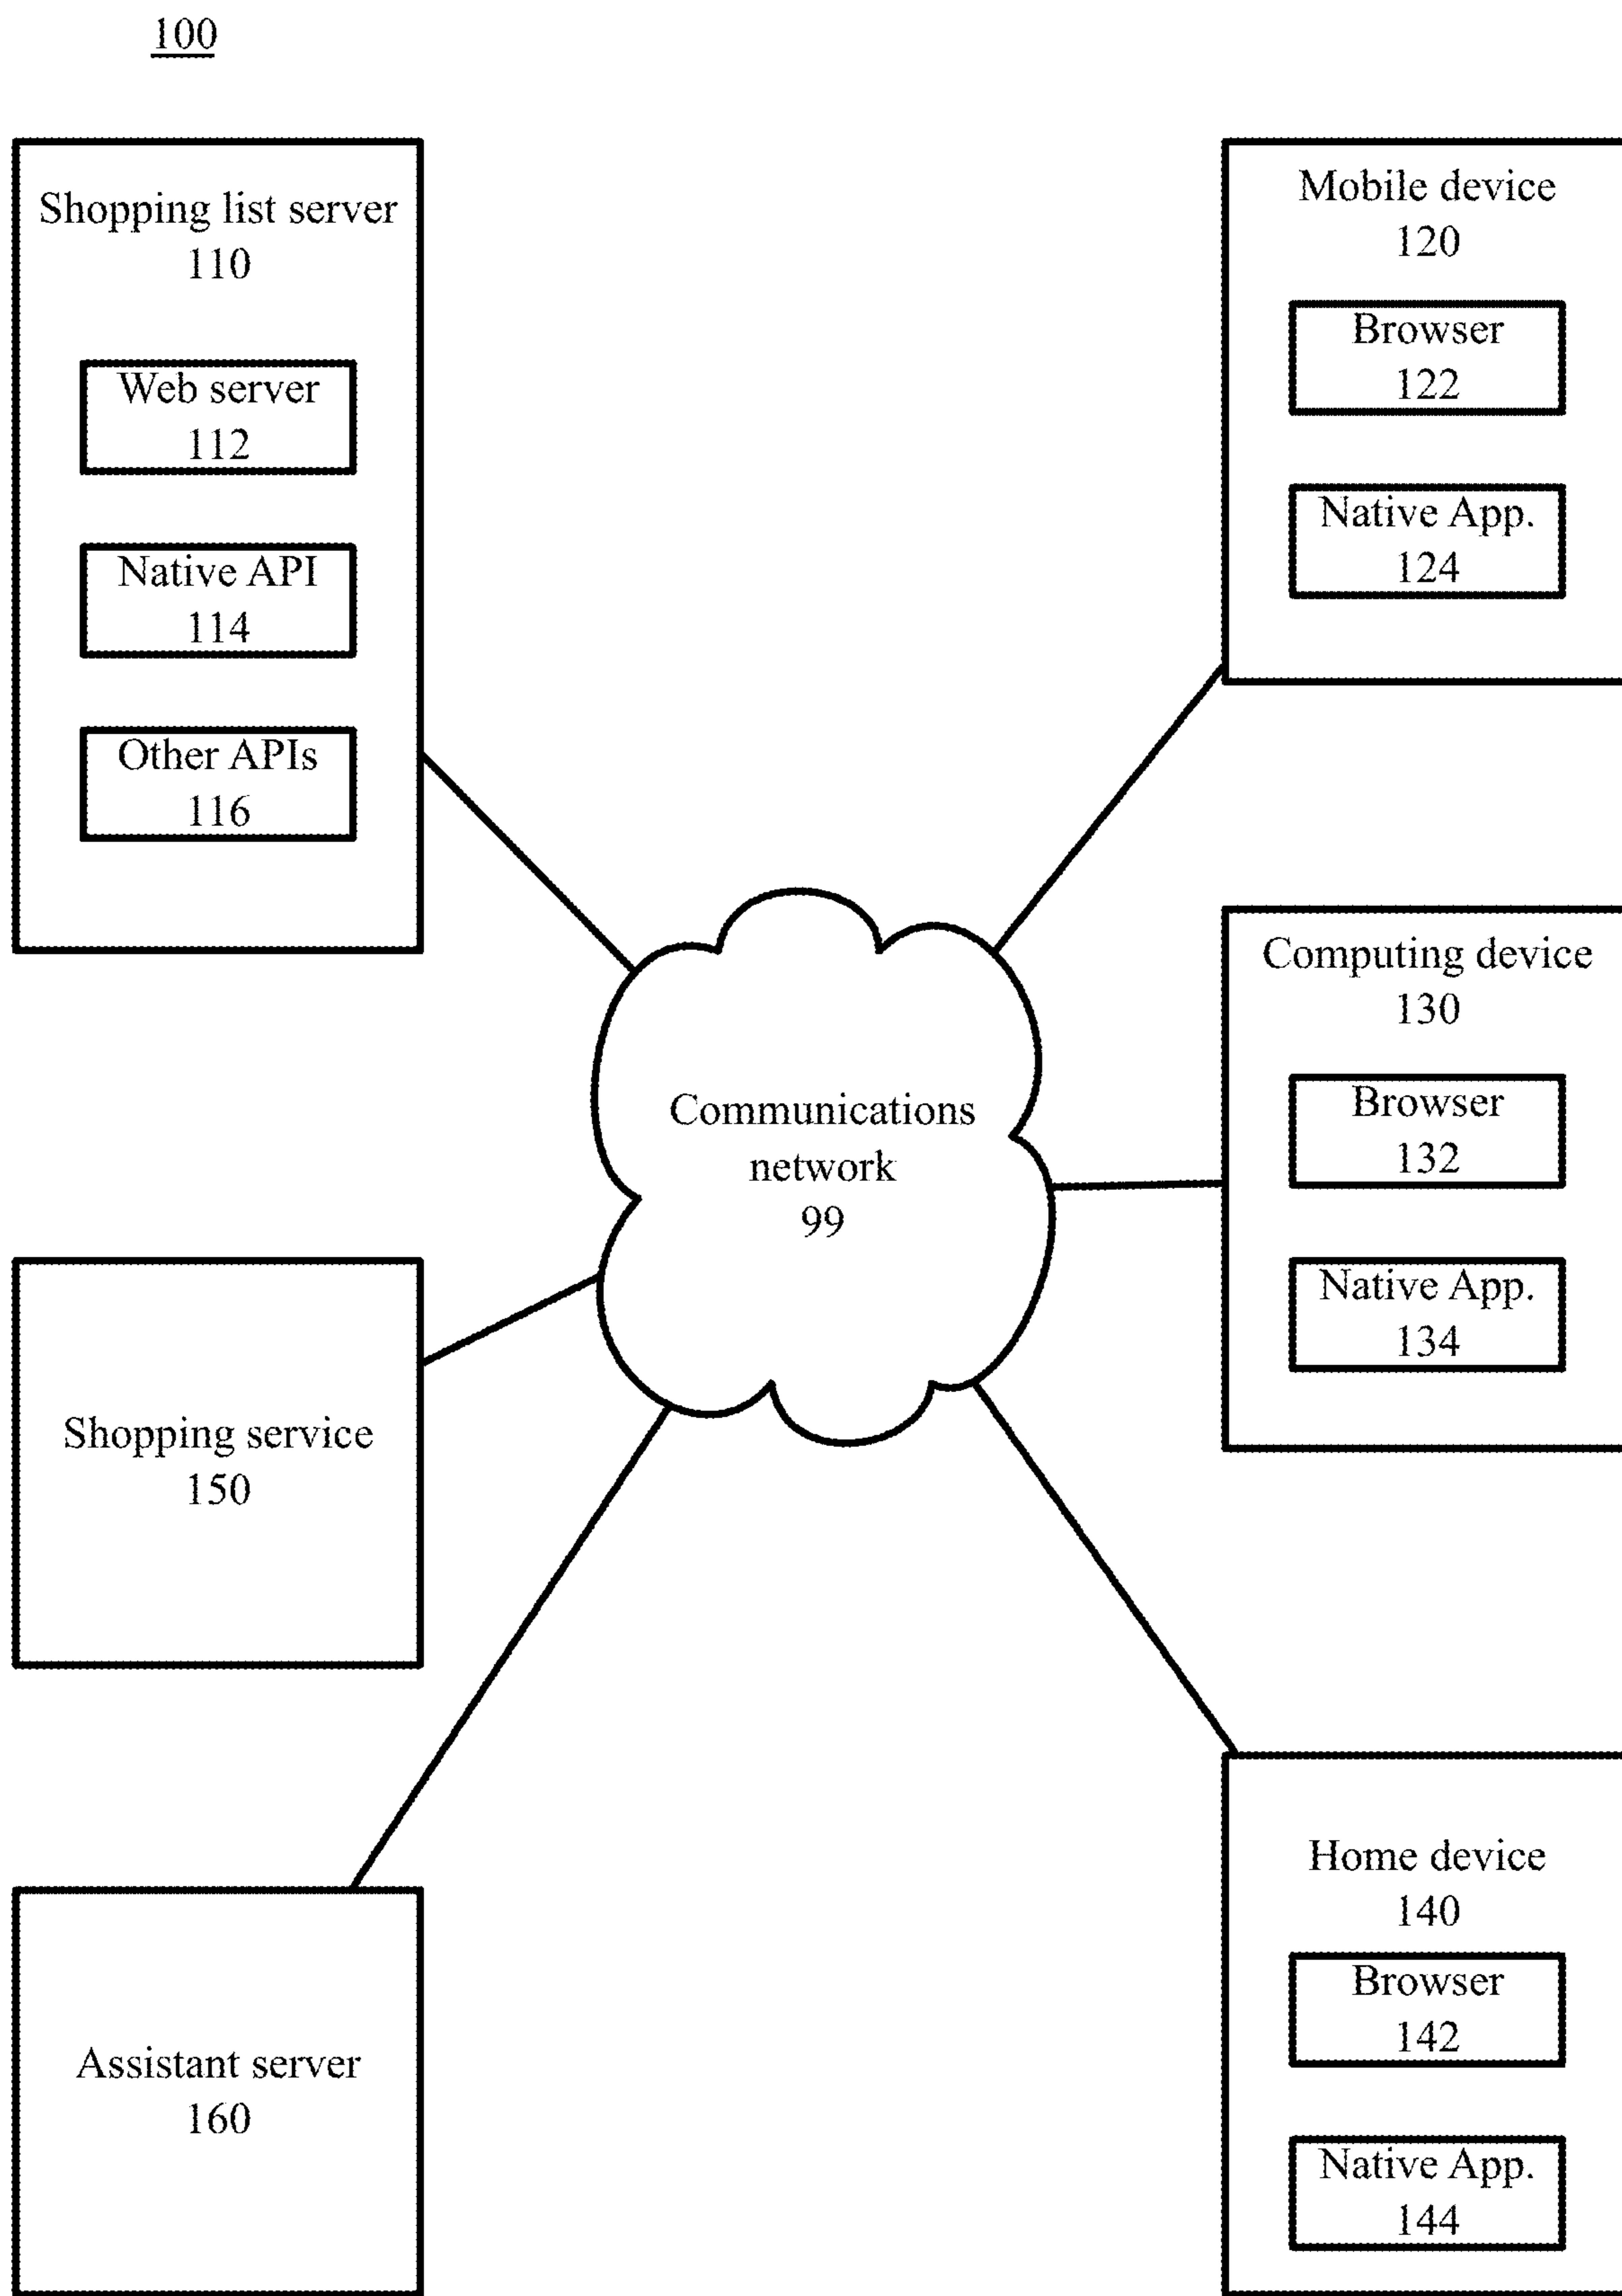 100
Shopping list server
110
Web server
112
Native API
114
Other APIs
116
Mobile device
120
Browser
122
Native App.
124
Communications
network
99
Computing device
130
Browser
132
Native App.
134
Shopping service
150
Assistant server
160
Home device
140
Browser
142
Native App.
144